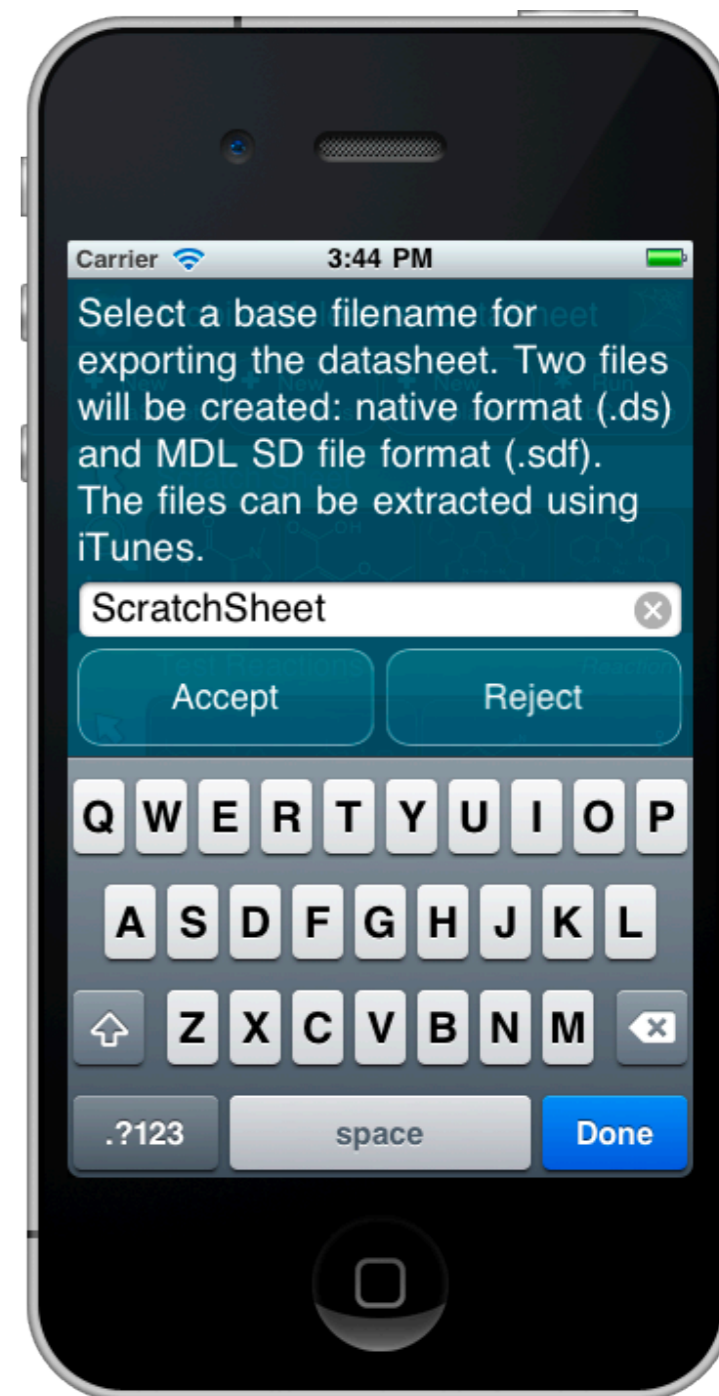 Carrier 3:44 PM
Select a base filename for
exporting the datasheet. Two files
will be created: native format (.ds)
and MDL SD file format (.sdf).
The files can be extracted using
iTunes.
ScratchSheet
Accept Reject
Test Reactions
Q W E R T Y U I O P
A S D F G H J K L
Z X C V B N M
.?123 space Done